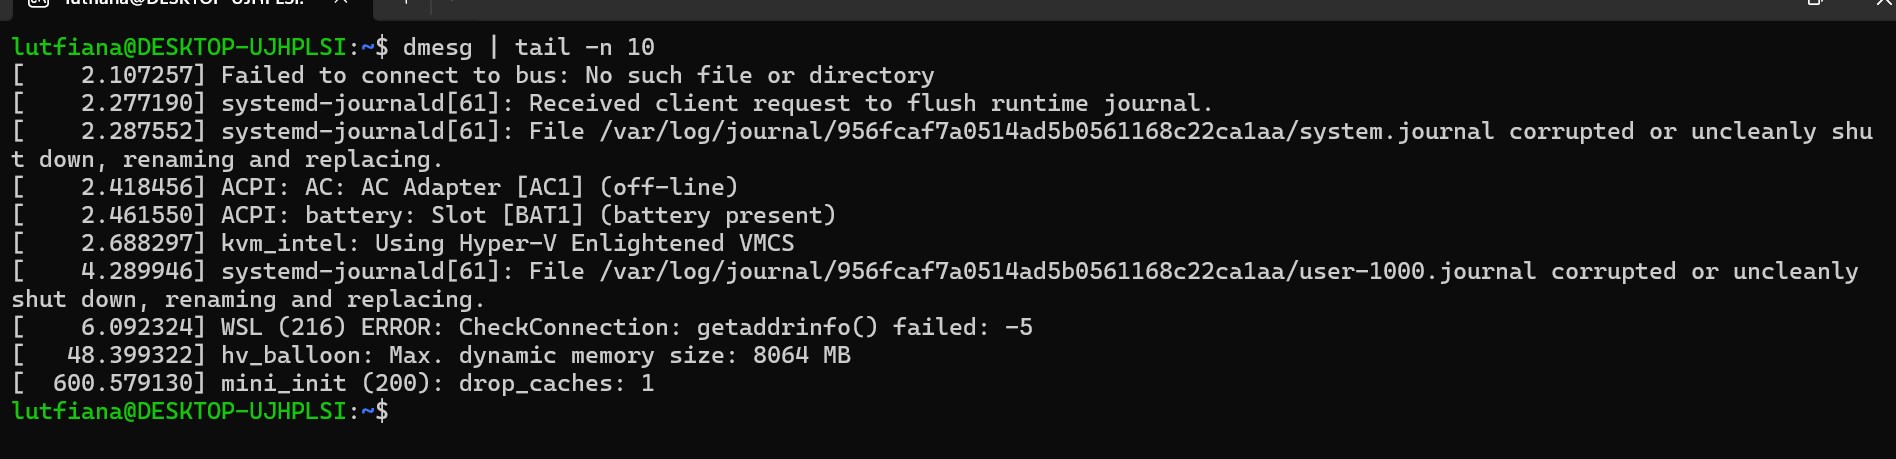 lutfiana@DESKTOP-UJHPLSI:
lutfiana@DESKTOP-UJHPLSI:~$ dmesg | tail -n 10
[    2.107257] Failed to connect to bus: No such file or directory
[    2.277190] systemd-journald[61]: Received client request to flush runtime journal.
[    2.287552] systemd-journald[61]: File /var/log/journal/956fcaf7a0514ad5b0561168c22ca1aa/system.journal corrupted or uncleanly shu
t down, renaming and replacing.
[    2.418456] ACPI: AC: AC Adapter [AC1] (off-line)
[    2.461550] ACPI: battery: Slot [BAT1] (battery present)
[    2.688297] kvm_intel: Using Hyper-V Enlightened VMCS
[    4.289946] systemd-journald[61]: File /var/log/journal/956fcaf7a0514ad5b0561168c22ca1aa/user-1000.journal corrupted or uncleanly
shut down, renaming and replacing.
[    6.092324] WSL (216) ERROR: CheckConnection: getaddrinfo() failed: -5
[   48.399322] hv_balloon: Max. dynamic memory size: 8064 MB
[  600.579130] mini_init (200): drop_caches: 1
lutfiana@DESKTOP-UJHPLSI:~$